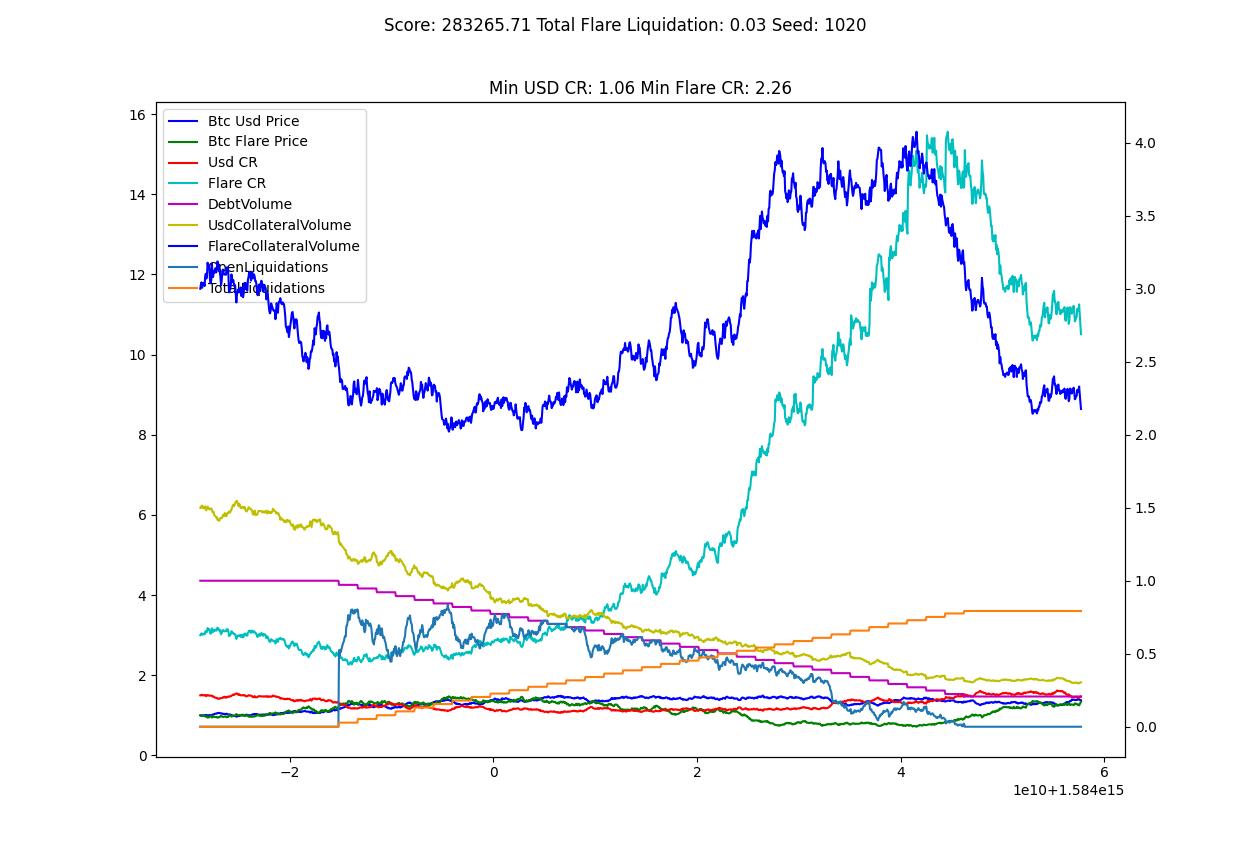 Score: 283265.71 Total Flare Liquidation: 0.03 Seed: 1020
Min USD CR: 1.06 Min Flare CR: 2.26
Btc Usd Price
Btc Flare Price
Usd CR
Flare CR
DebtVolume
UsdCollateralVolume
FlareCollateralVolume
OpenLiquidations
TotalLiquidations
16
14
12
10
8
6
4
2
0
4.0
3.5
3.0
2.5
2.0
1.5
1.0
0.5
0.0
−2
0
2
4
6
1e10+1.584e15